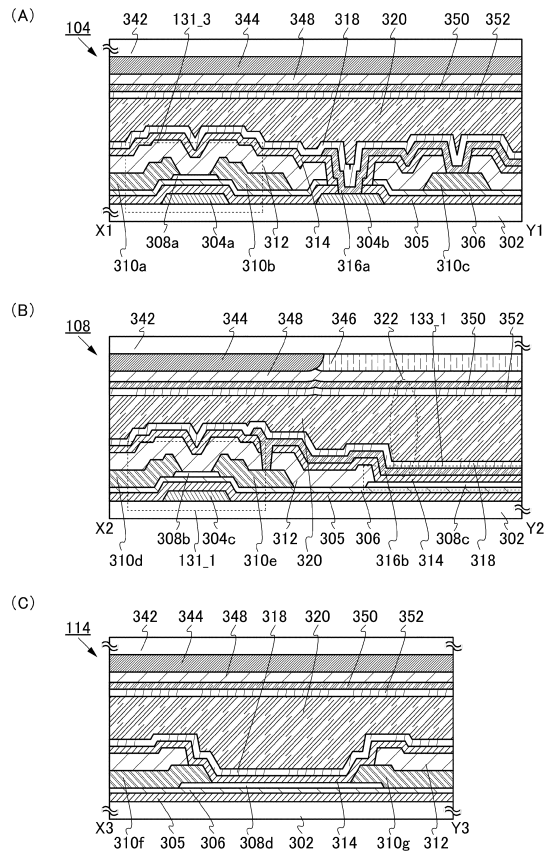 (A)
342 131_3 344 348 318 320 350 352
104
X1 Y1
308a 304a 312 314 304b 305 306 302
310a 310b 316a 310c
(B)
342 344 348 346 322 133_1 350 352
108
X2 Y2
308b 304c 312 305 306 314 308c 302
310d 131_1 310e 320 316b 318
(C)
342 344 348 318 320 350 352
114
X3 Y3
310f 305 306 308d 302 314 310g 312